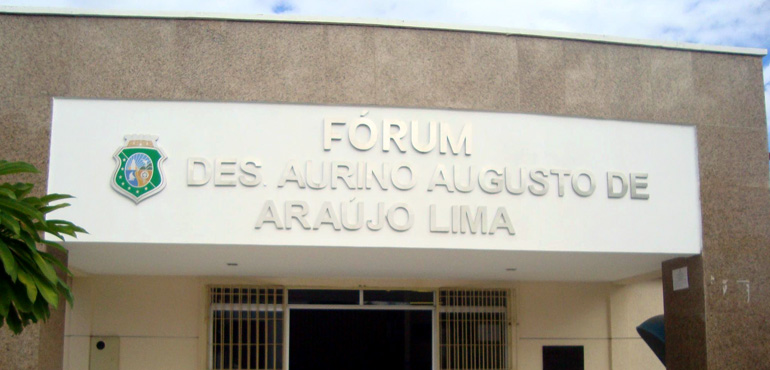 FÓRUM
DES. AURINO AUGUSTO DE
ARAÚJO LIMA